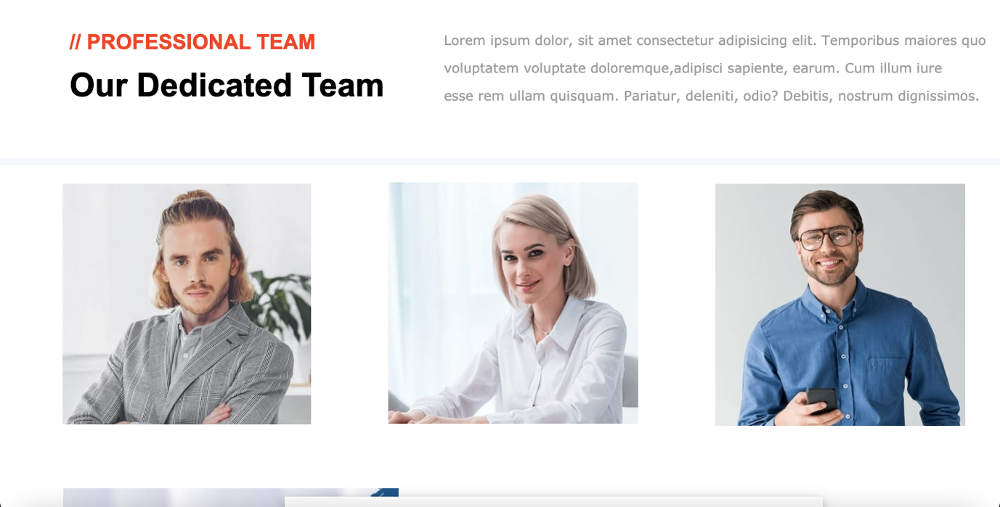 // PROFESSIONAL TEAM
Our Dedicated Team
Lorem ipsum dolor, sit amet consectetur adipisicing elit. Temporibus maiores quo
voluptatem voluptate doloremque,adipisci sapiente, earum. Cum illum iure
esse rem ullam quisquam. Pariatur, deleniti, odio? Debitis, nostrum dignissimos.